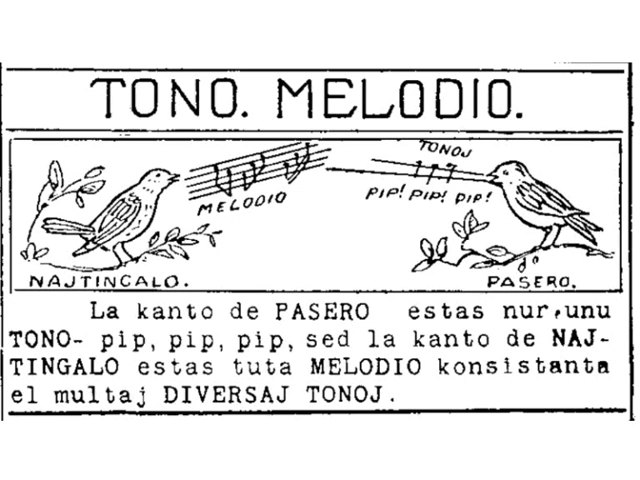 TONO. MELODIO.
TONOJ
MELODIO
PIP! PIP! PIP!
NAJTINGALO.
PASERO.
La kanto de PASERO estas nur unu
TONO- pip, pip, pip, sed la kanto de NAJ-
TINGALO estas tuta MELODIO konsistanta
el multaj DIVERSAJ TONOJ.